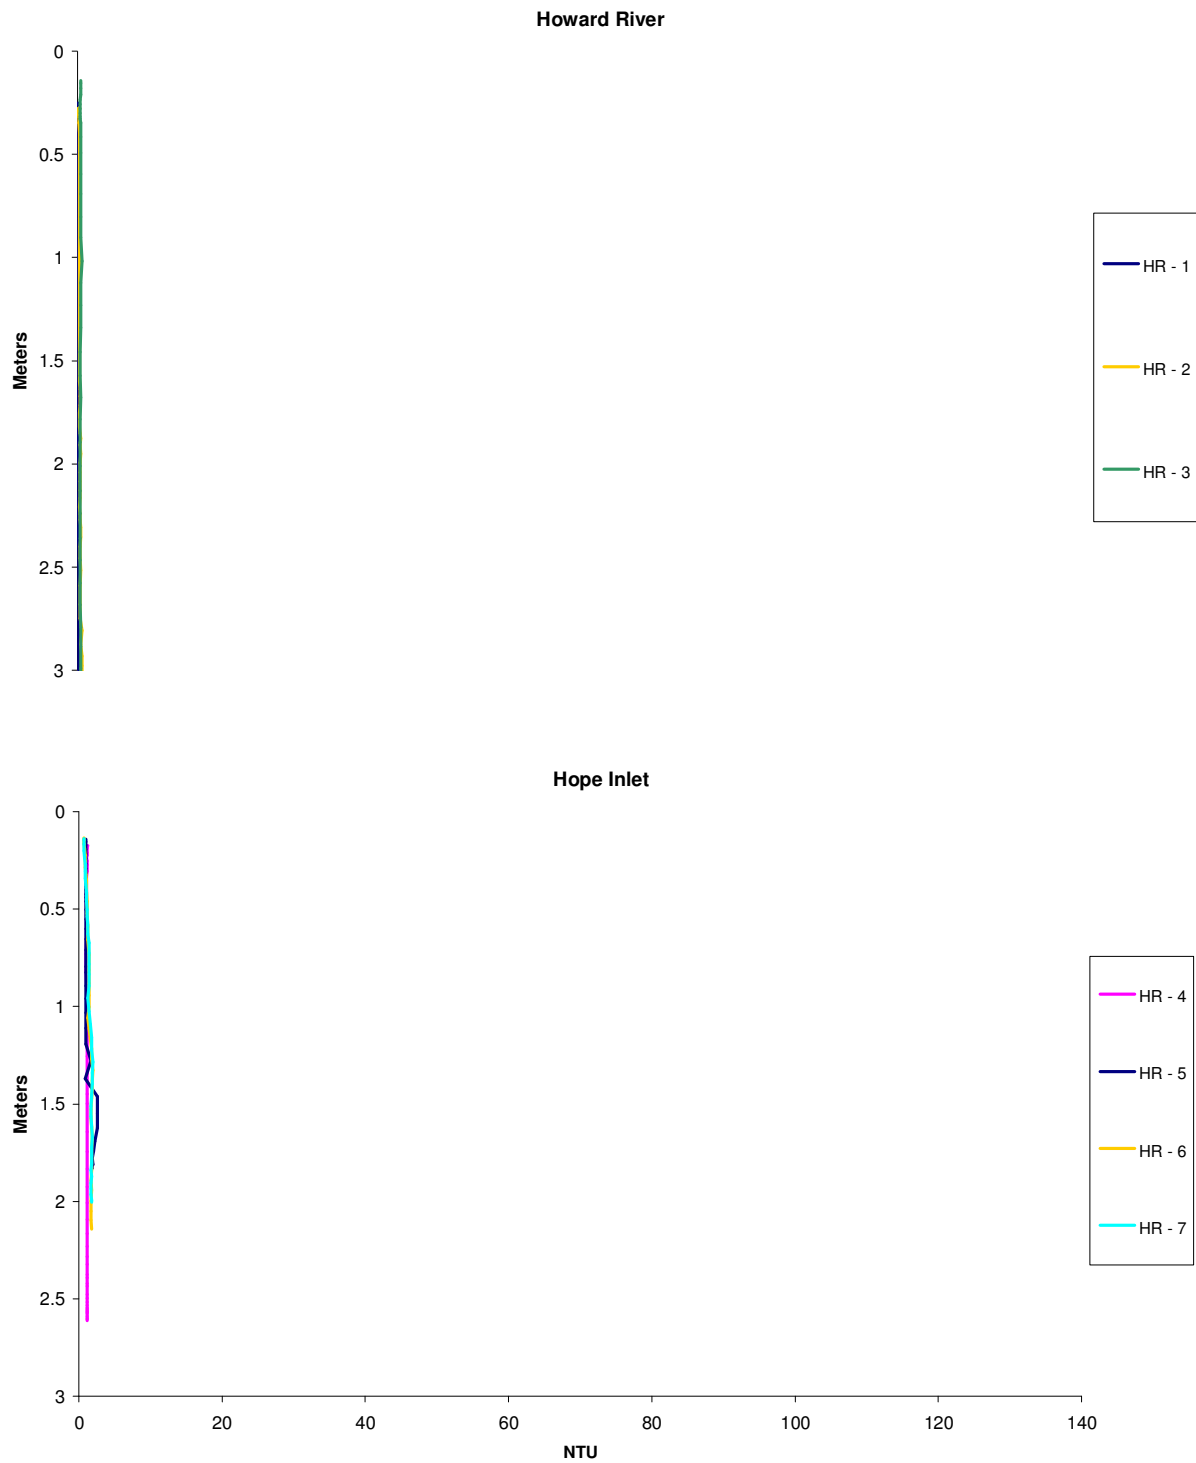 Howard River
0
0.5
1
1.5
2
2.5
3
Meters
HR - 1
HR - 2
HR - 3
Hope Inlet
0
0.5
1
1.5
2
2.5
3
Meters
0 20 40 60 80 100 120 140
NTU
HR - 4
HR - 5
HR - 6
HR - 7